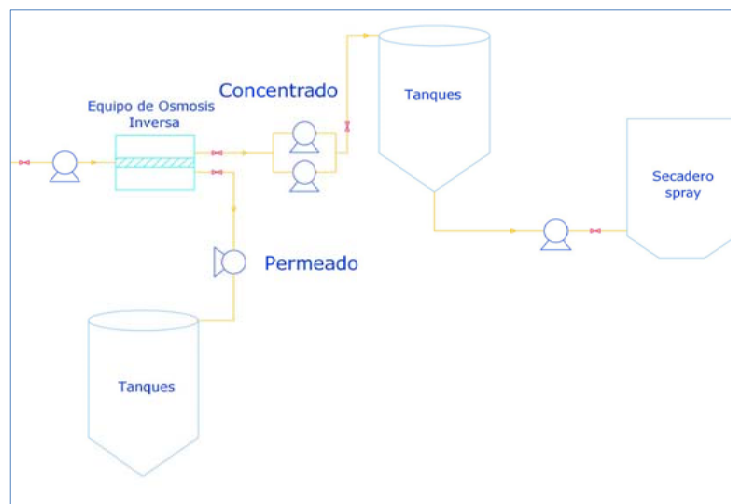 Concentrado
Equipo de Osmosis
Inversa
Tanques
Secadero
spray
Permeado
Tanques